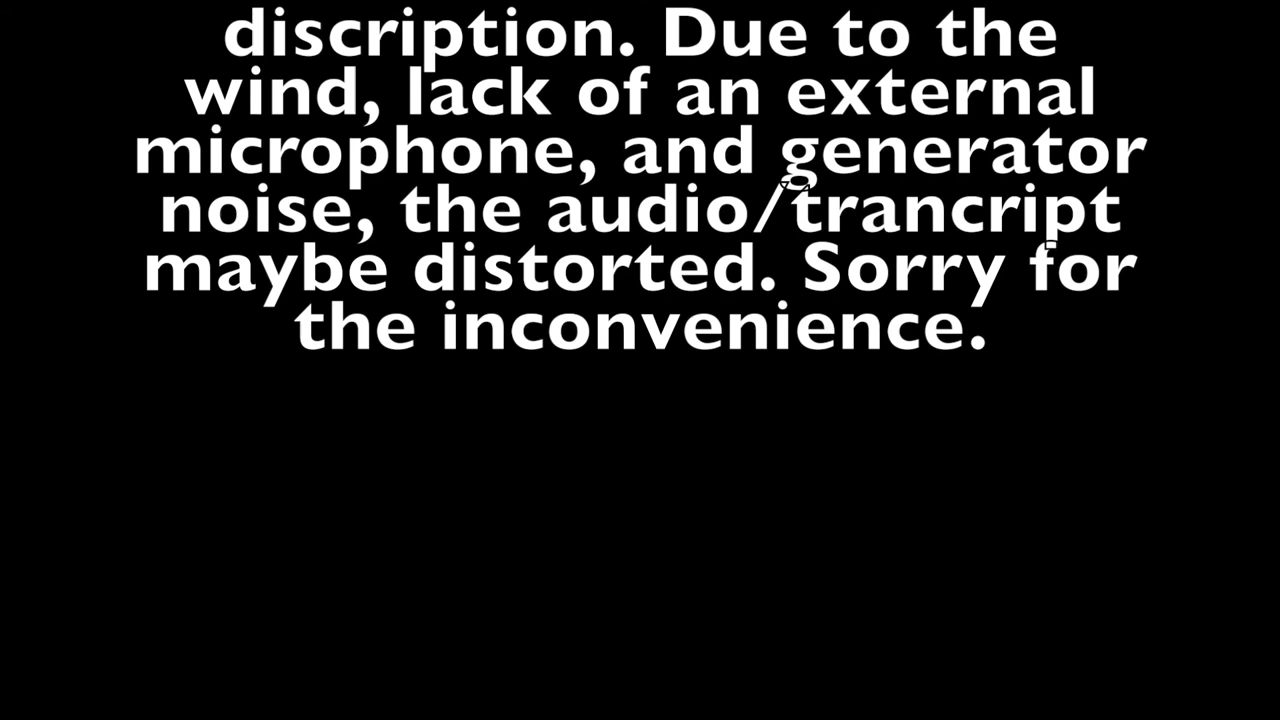 discription. Due to the
wind, lack of an external
microphone, and generator
noise, the audio/trancript
maybe distorted. Sorry for
the inconvenience.